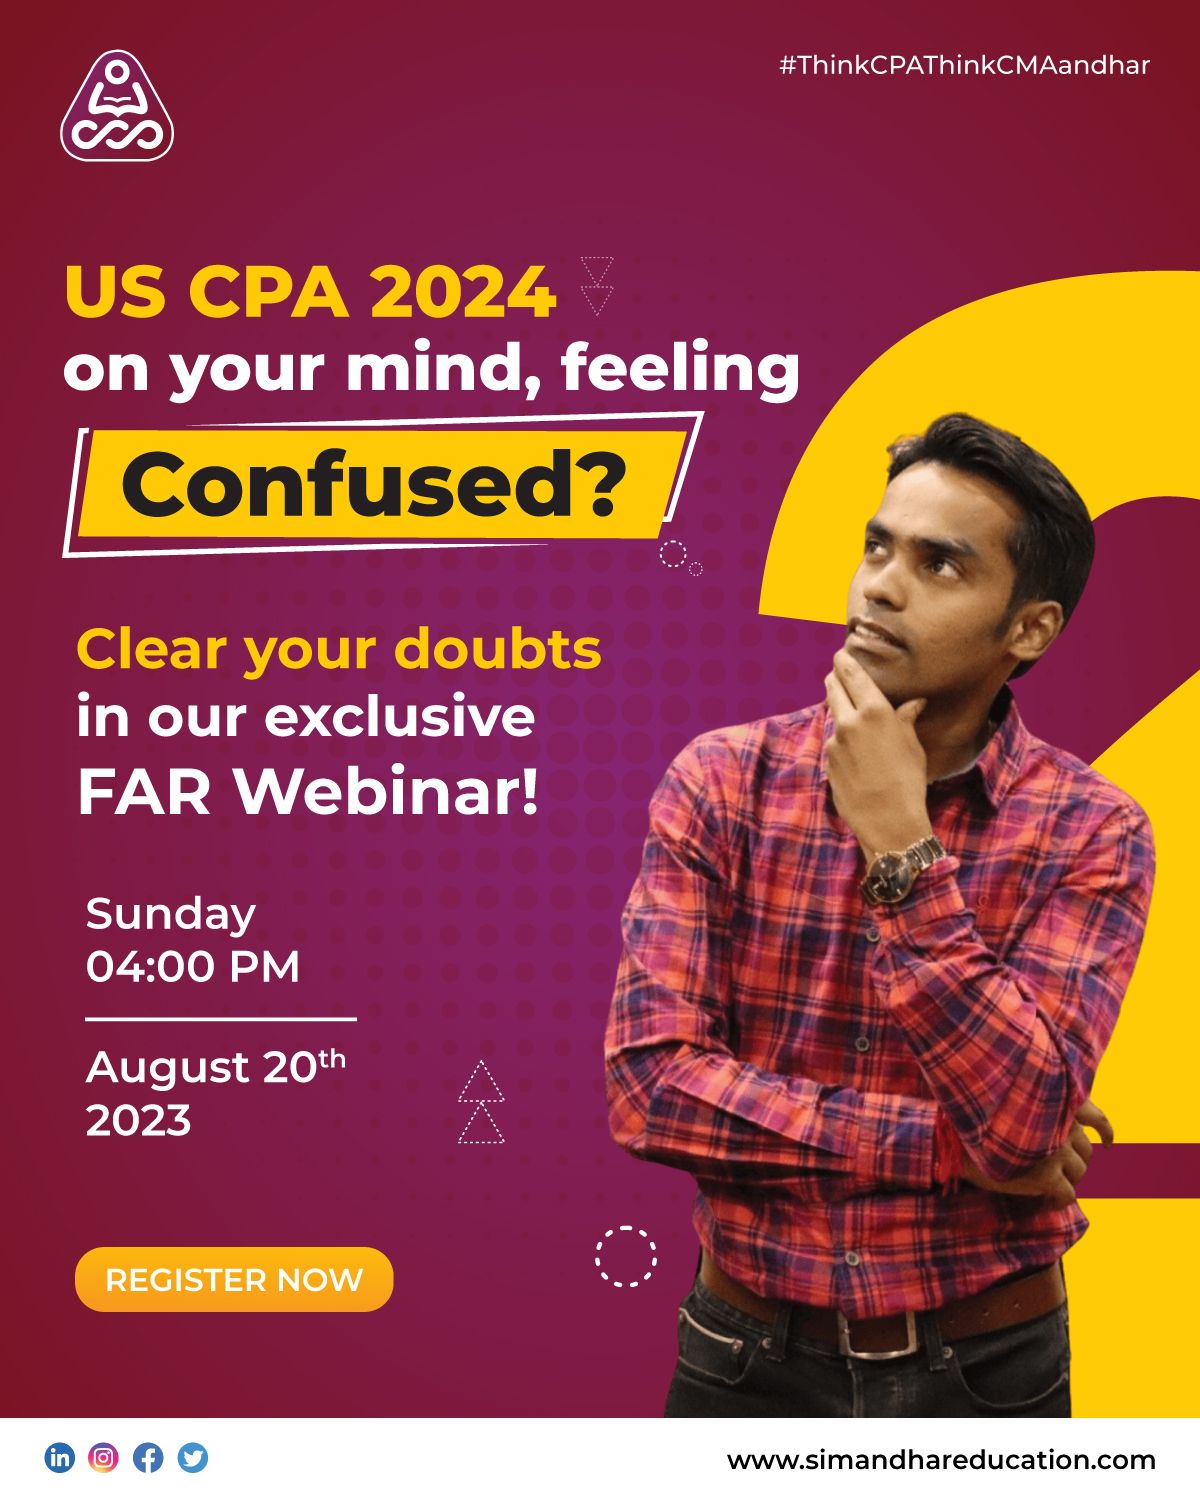 #ThinkCPAThinkCMAandhar
US CPA 2024
on your mind, feeling
Confused?
Clear your doubts
in our exclusive
FAR Webinar!
Sunday
04:00 PM
August 20th
2023
REGISTER NOW
www.simandhareducation.com